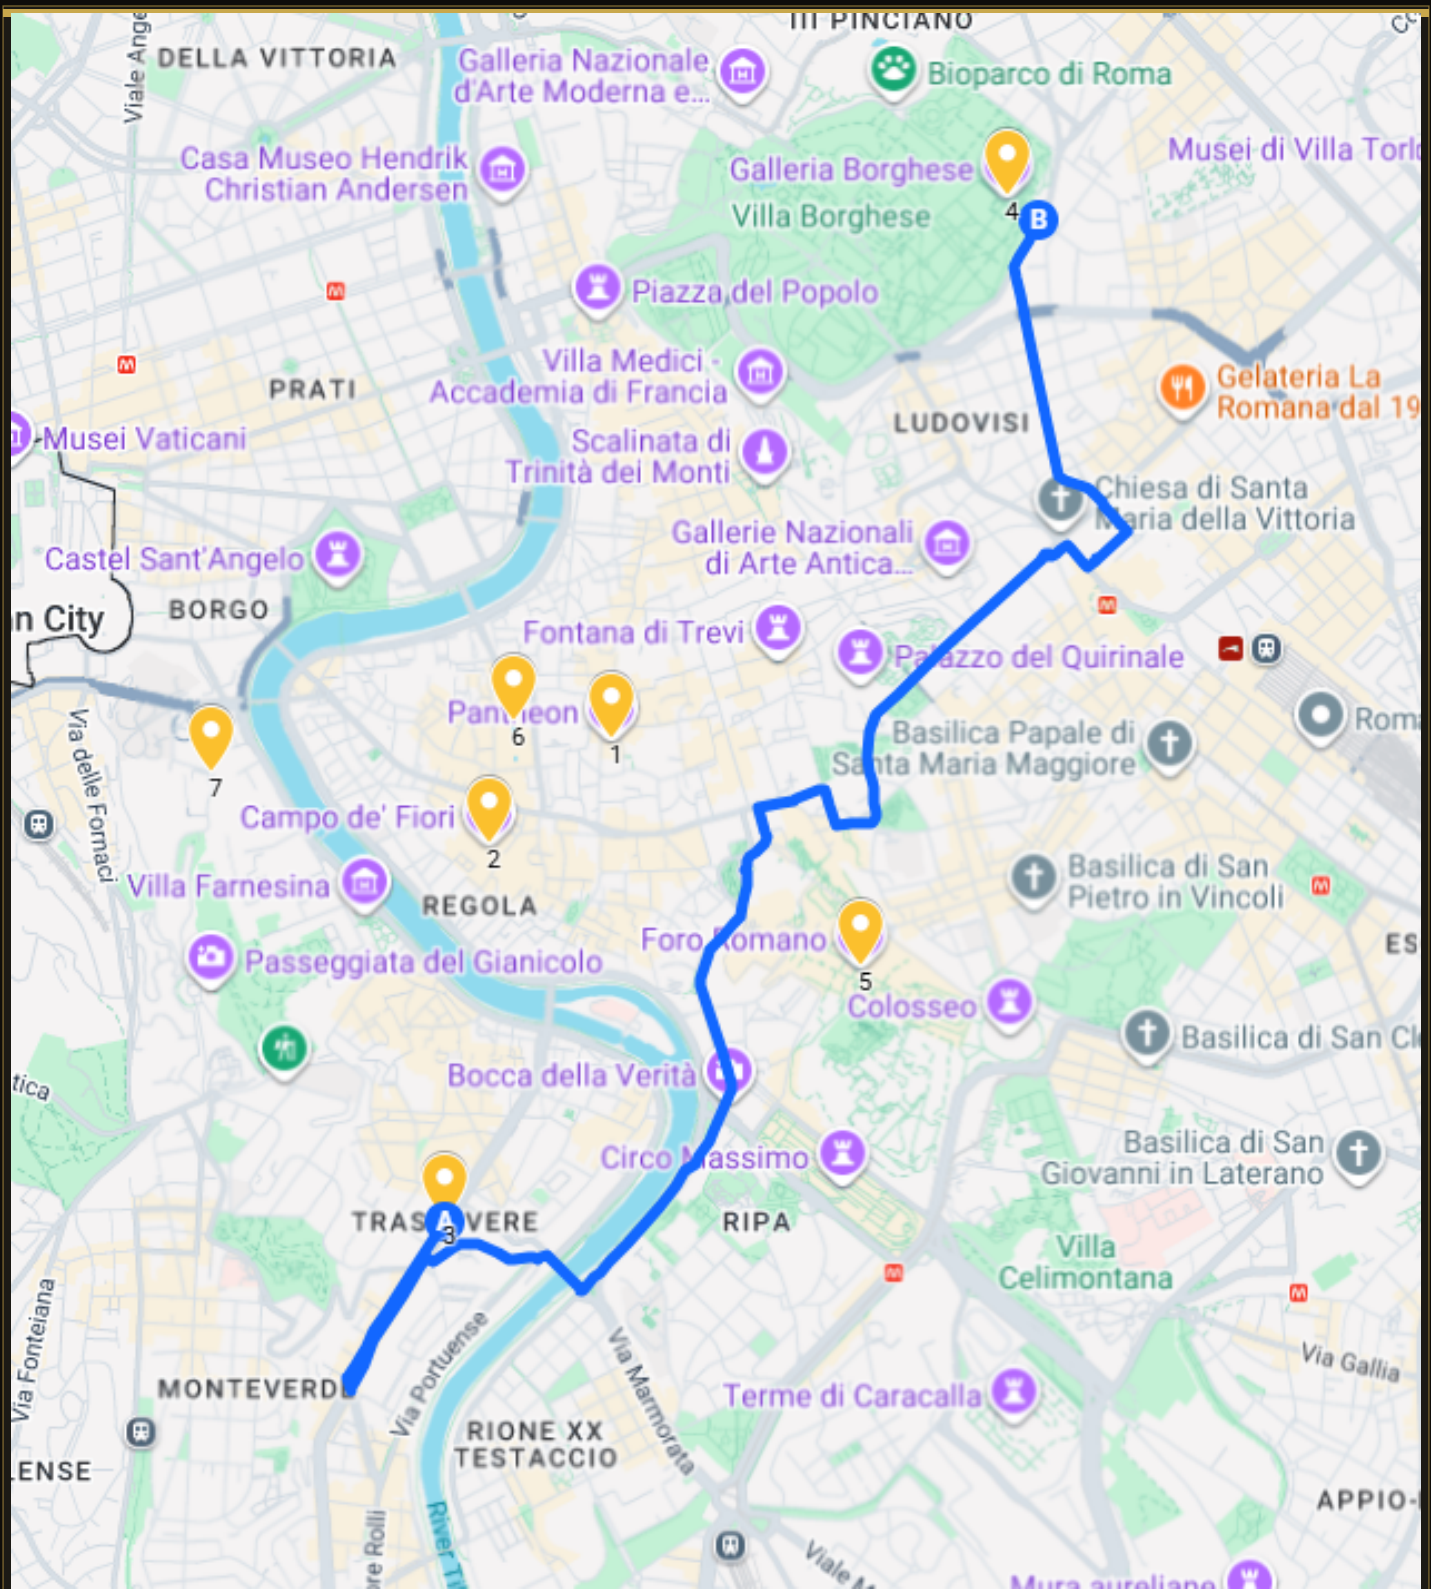 III PINCIANO
Viale Ange
DELLA VITTORIA
Galleria Nazionale
d'Arte Moderna e...
Bioparco di Roma
Casa Museo Hendrik
Christian Andersen
Galleria Borghese
Musei di Villa Torlo
4
B
Villa Borghese
Piazza del Popolo
PRATI
Villa Medici -
Accademia di Francia
Gelateria La
Romana dal 19
LUDOVISI
Musei Vaticani
Scalinata di
Trinità dei Monti
Chiesa di Santa
Maria della Vittoria
Gallerie Nazionali
di Arte Antica...
Castel Sant'Angelo
BORGO
n City
Fontana di Trevi
Palazzo del Quirinale
Pantheon
6
1
7
Via delle Fornaci
Basilica Papale di
Santa Maria Maggiore
Roma
Campo de' Fiori
2
Villa Farnesina
REGOLA
Basilica di San
Pietro in Vincoli
Foro Romano
5
ES
Passeggiata del Gianicolo
Colosseo
Basilica di San Cle
tica
Bocca della Verità
Circo Massimo
Basilica di San
Giovanni in Laterano
TRASTEVERE
A
3
RIPA
Villa
Celimontana
Via Fonteiana
Via Portuense
Via Marmorata
Via Gallia
MONTEVERDE
Terme di Caracalla
RIONE XX
TESTACCIO
LENSE
APPIO-
River Ti
re Rolli
Viale M
Mura aureliane